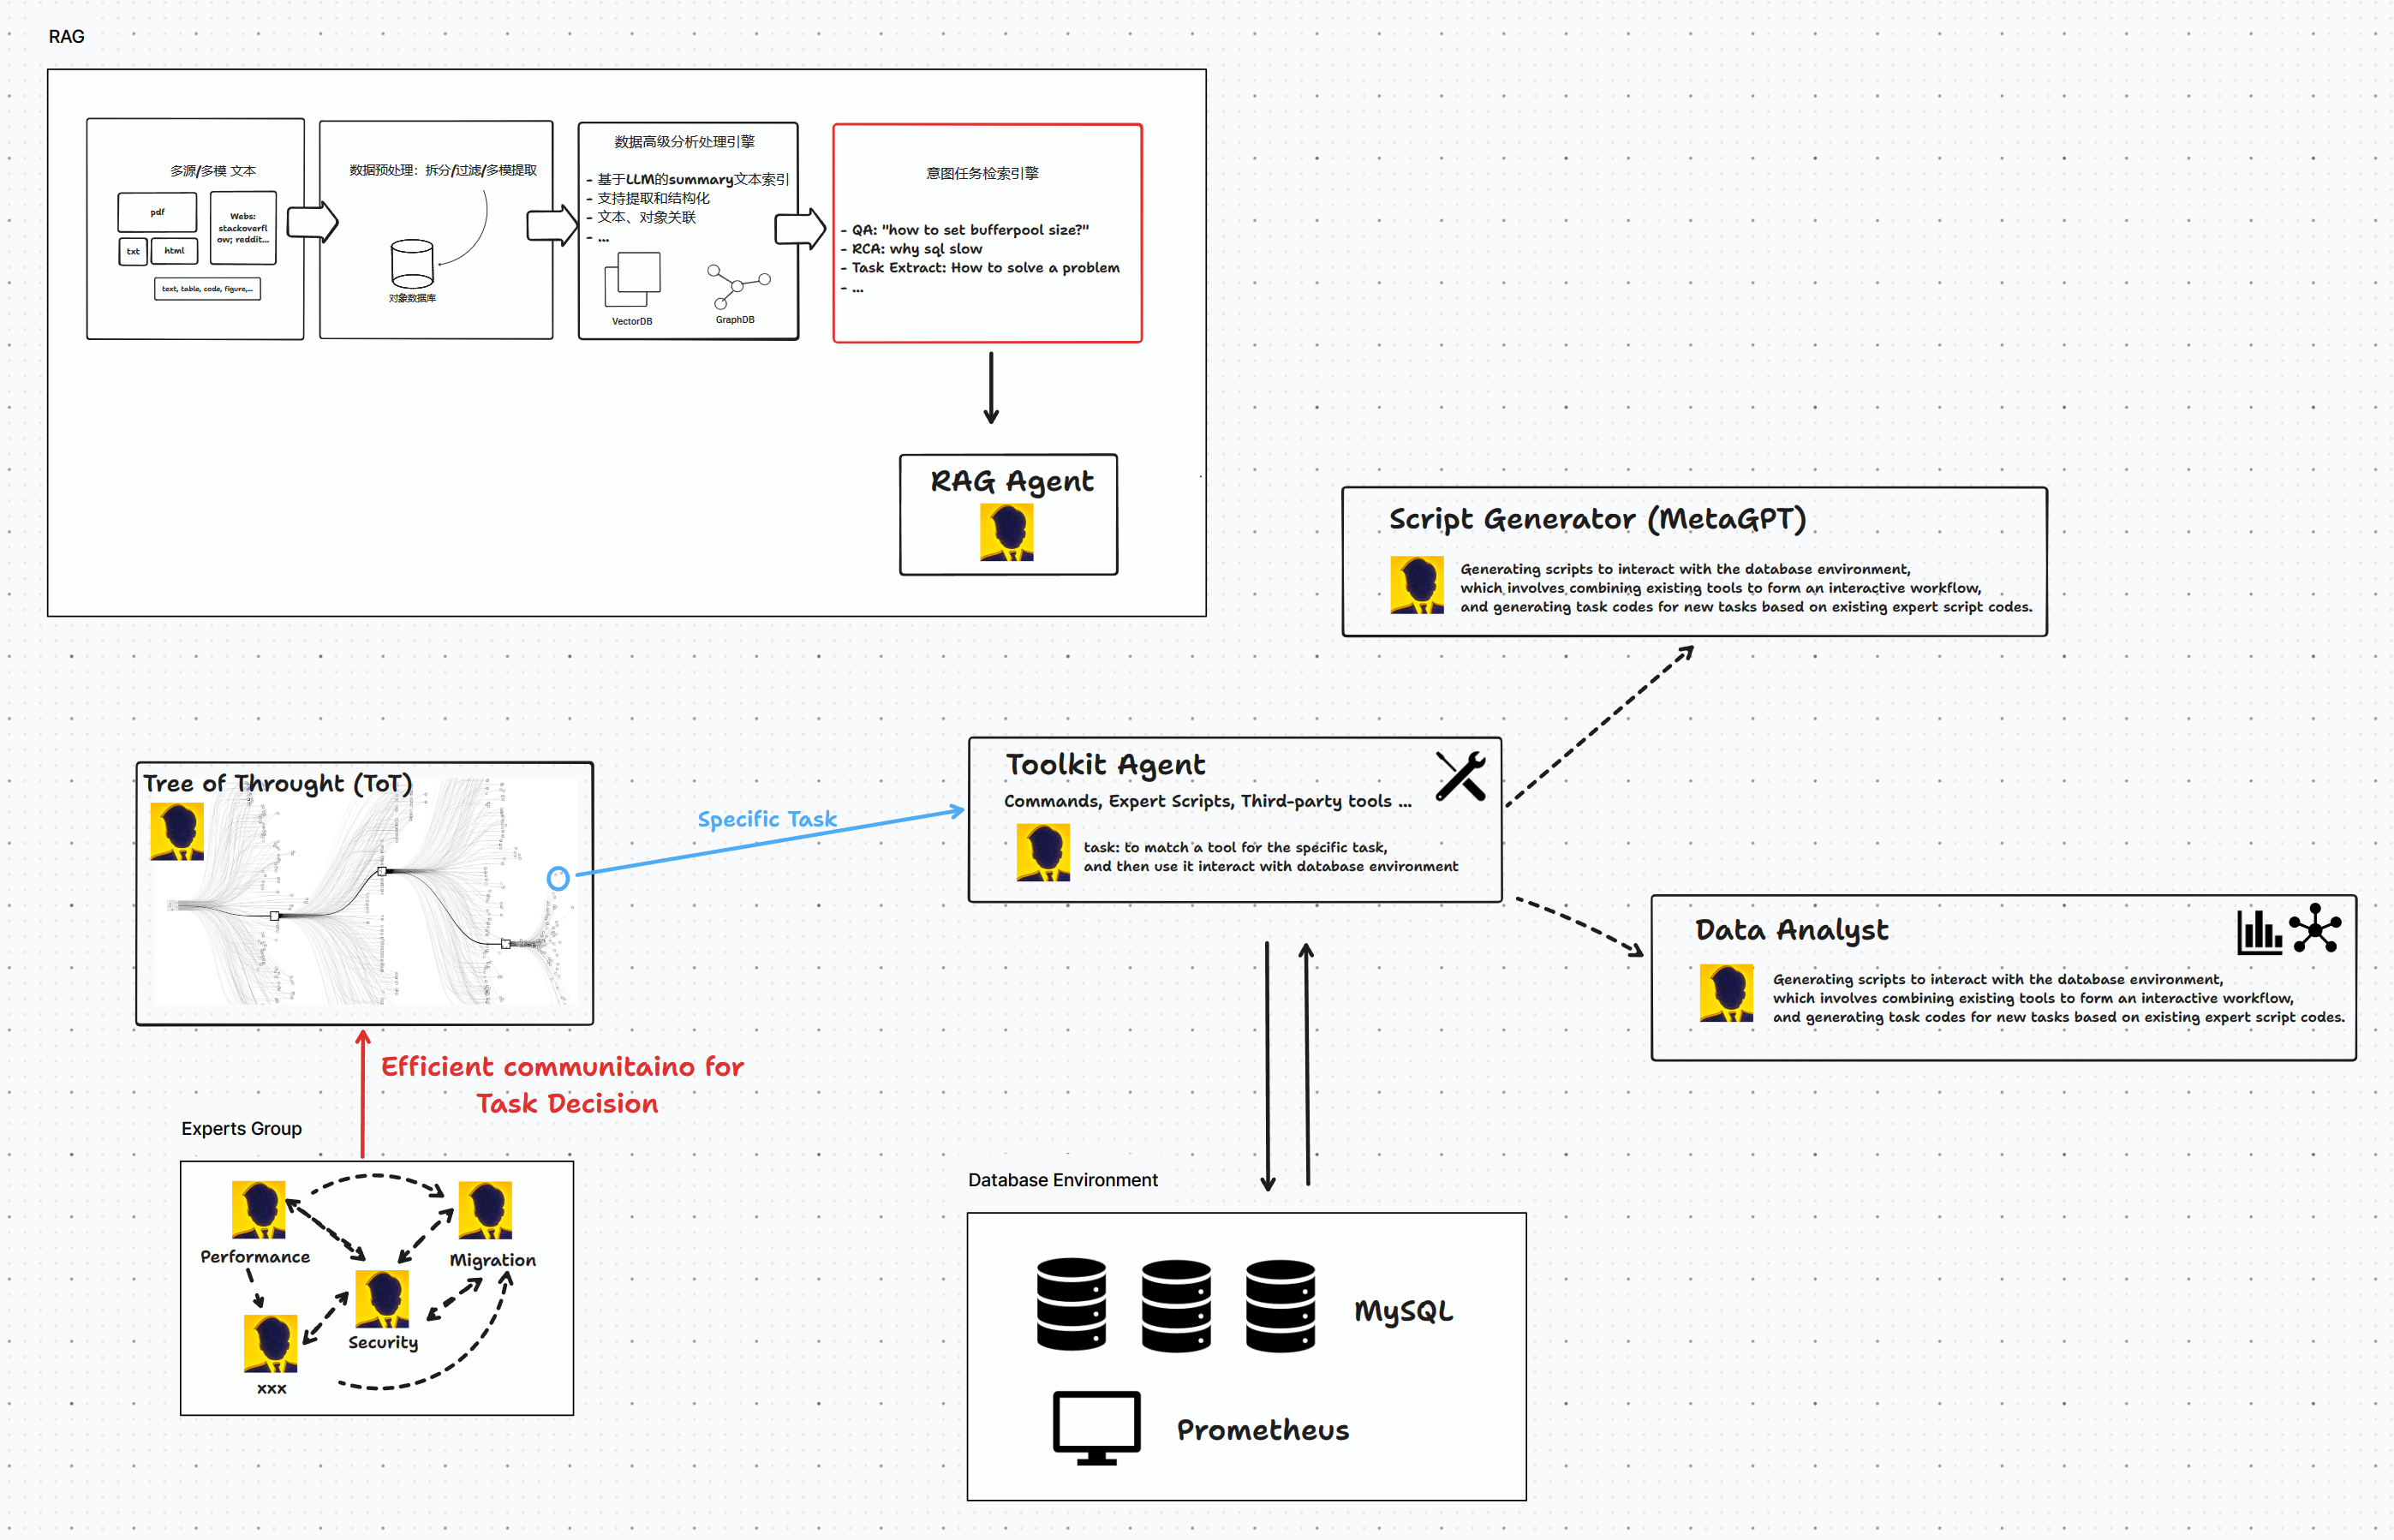 RAG
多源/多模 文本
pdf
Webs:
stackoverfl
ow; reddit...
txt
html
text, table, code, figure,...
数据预处理：拆分/过滤/多模提取
对象数据库
数据高级分析处理引擎
- 基于LLM的summary文本索引
- 支持提取和结构化
- 文本、对象关联
- ...
VectorDB
GraphDB
意图任务检索引擎
- QA: "how to set bufferpool size?"
- RCA: why sql slow
- Task Extract: How to solve a problem
- ...
RAG Agent
Script Generator (MetaGPT)
Generating scripts to interact with the database environment,
which involves combining existing tools to form an interactive workflow,
and generating task codes for new tasks based on existing expert script codes.
Tree of Throught (ToT)
Specific Task
Toolkit Agent
Commands, Expert Scripts, Third-party tools ...
task: to match a tool for the specific task,
and then use it interact with database environment
Data Analyst
Generating scripts to interact with the database environment,
which involves combining existing tools to form an interactive workflow,
and generating task codes for new tasks based on existing expert script codes.
Efficient communitaino for
Task Decision
Experts Group
Performance
Migration
Security
xxx
Database Environment
MySQL
Prometheus